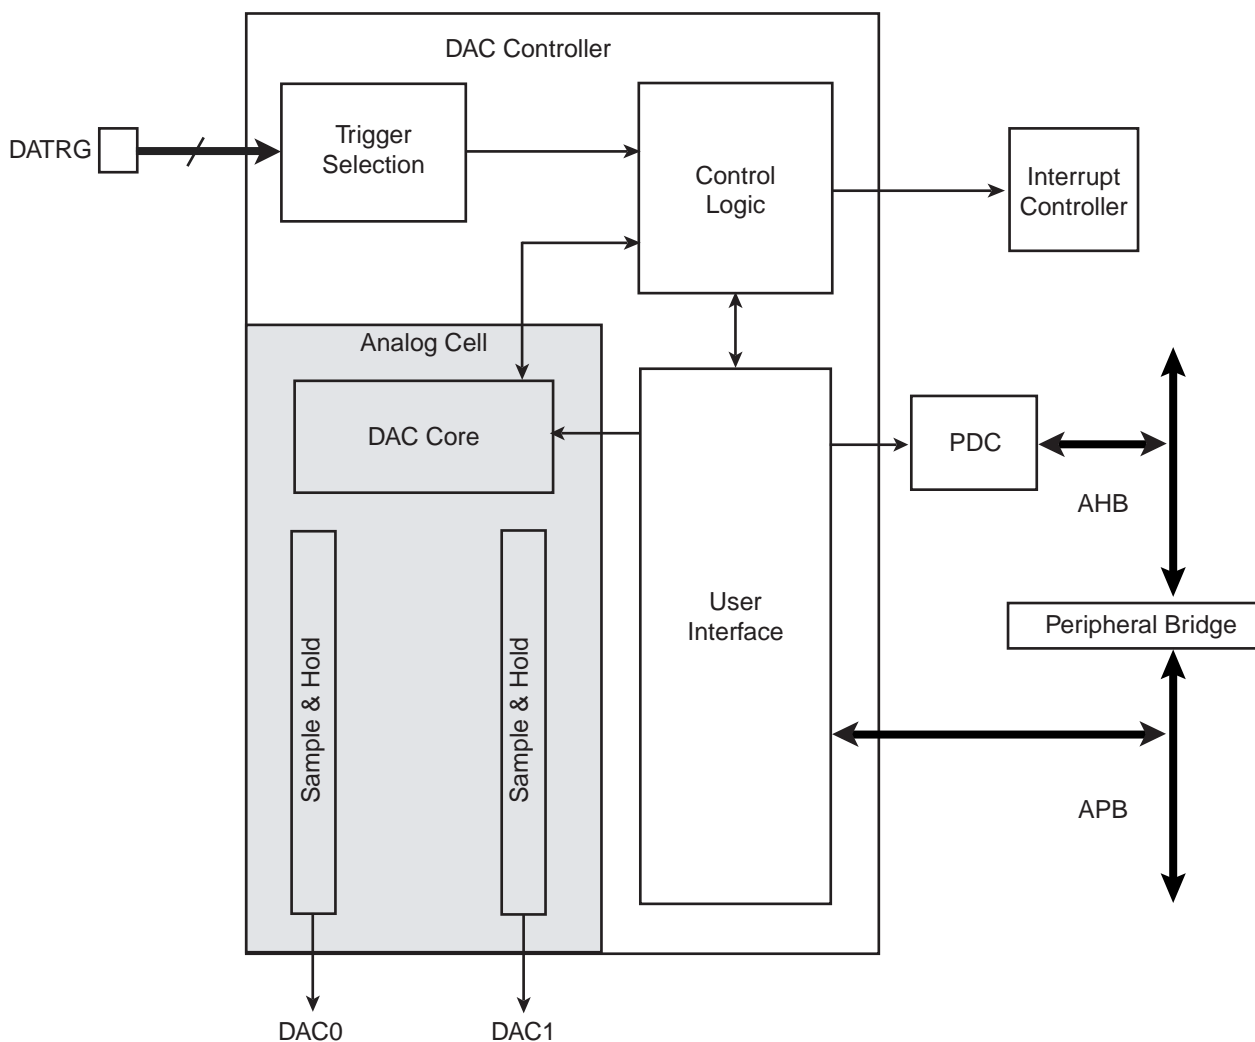 DAC Controller
DATRG
Trigger
Selection
Control
Logic
Interrupt
Controller
Analog Cell
DAC Core
PDC
AHB
User
Interface
Peripheral Bridge
Sample & Hold
Sample & Hold
APB
DAC0
DAC1